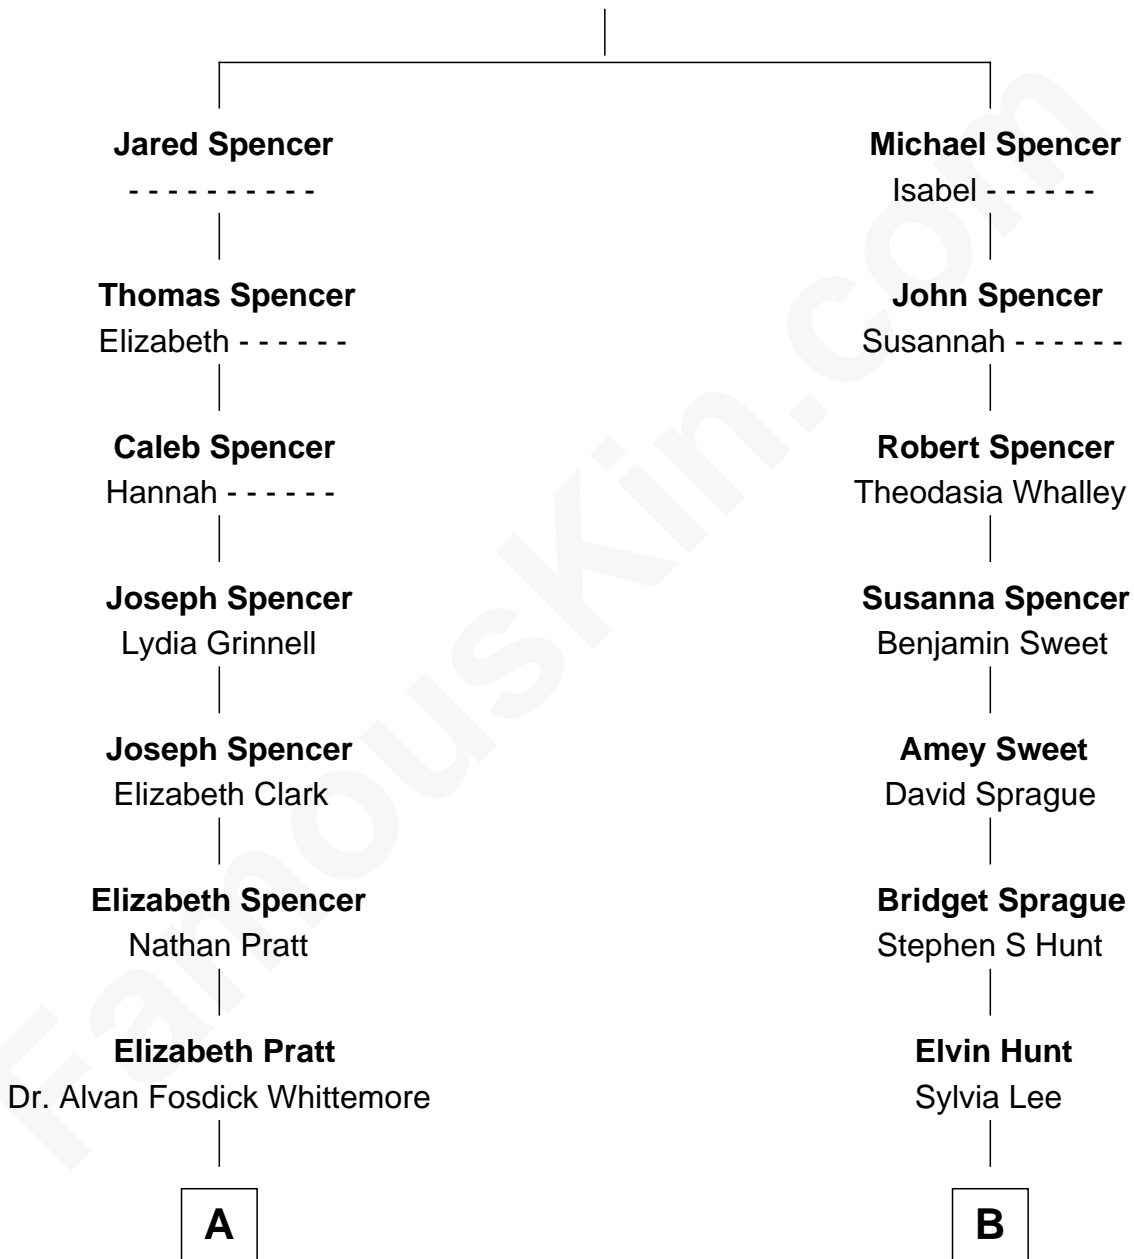 Jared Spencer
- - - - - - - - - -
Thomas Spencer
Elizabeth - - - - - -
Caleb Spencer
Hannah - - - - - -
Joseph Spencer
Lydia Grinnell
Joseph Spencer
Elizabeth Clark
Elizabeth Spencer
Nathan Pratt
Elizabeth Pratt
Dr. Alvan Fosdick Whittemore
A
Michael Spencer
Isabel - - - - - -
John Spencer
Susannah - - - - - -
Robert Spencer
Theodasia Whalley
Susanna Spencer
Benjamin Sweet
Amey Sweet
David Sprague
Bridget Sprague
Stephen S Hunt
Elvin Hunt
Sylvia Lee
B
FamousKin.com